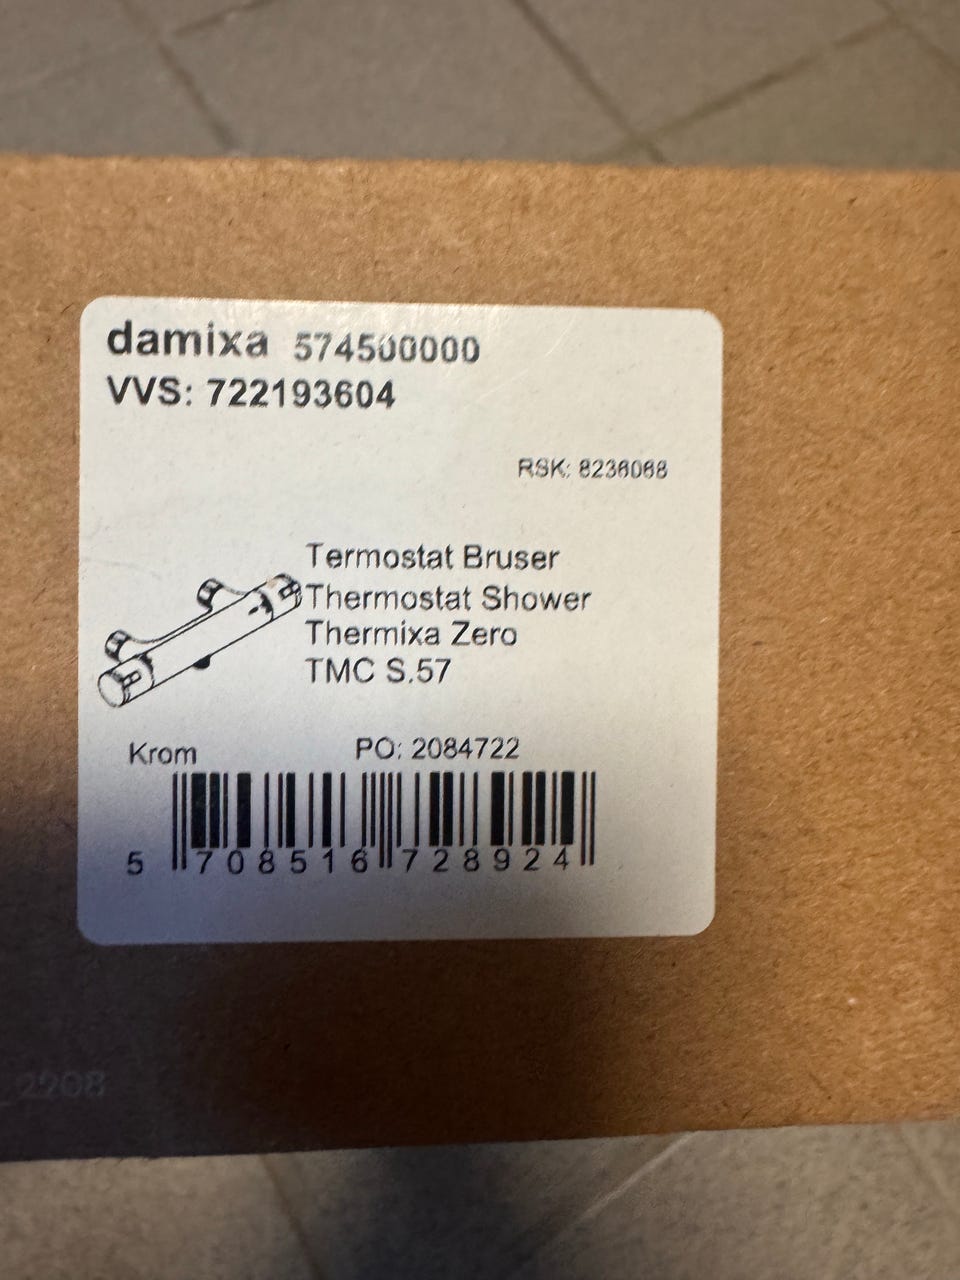 damixa 574500000
VVS: 722193604
RSK: 8236068
Termostat Bruser
Thermostat Shower
Thermixa Zero
TMC S.57
Krom PO: 2084722
5 708516 728924
2208